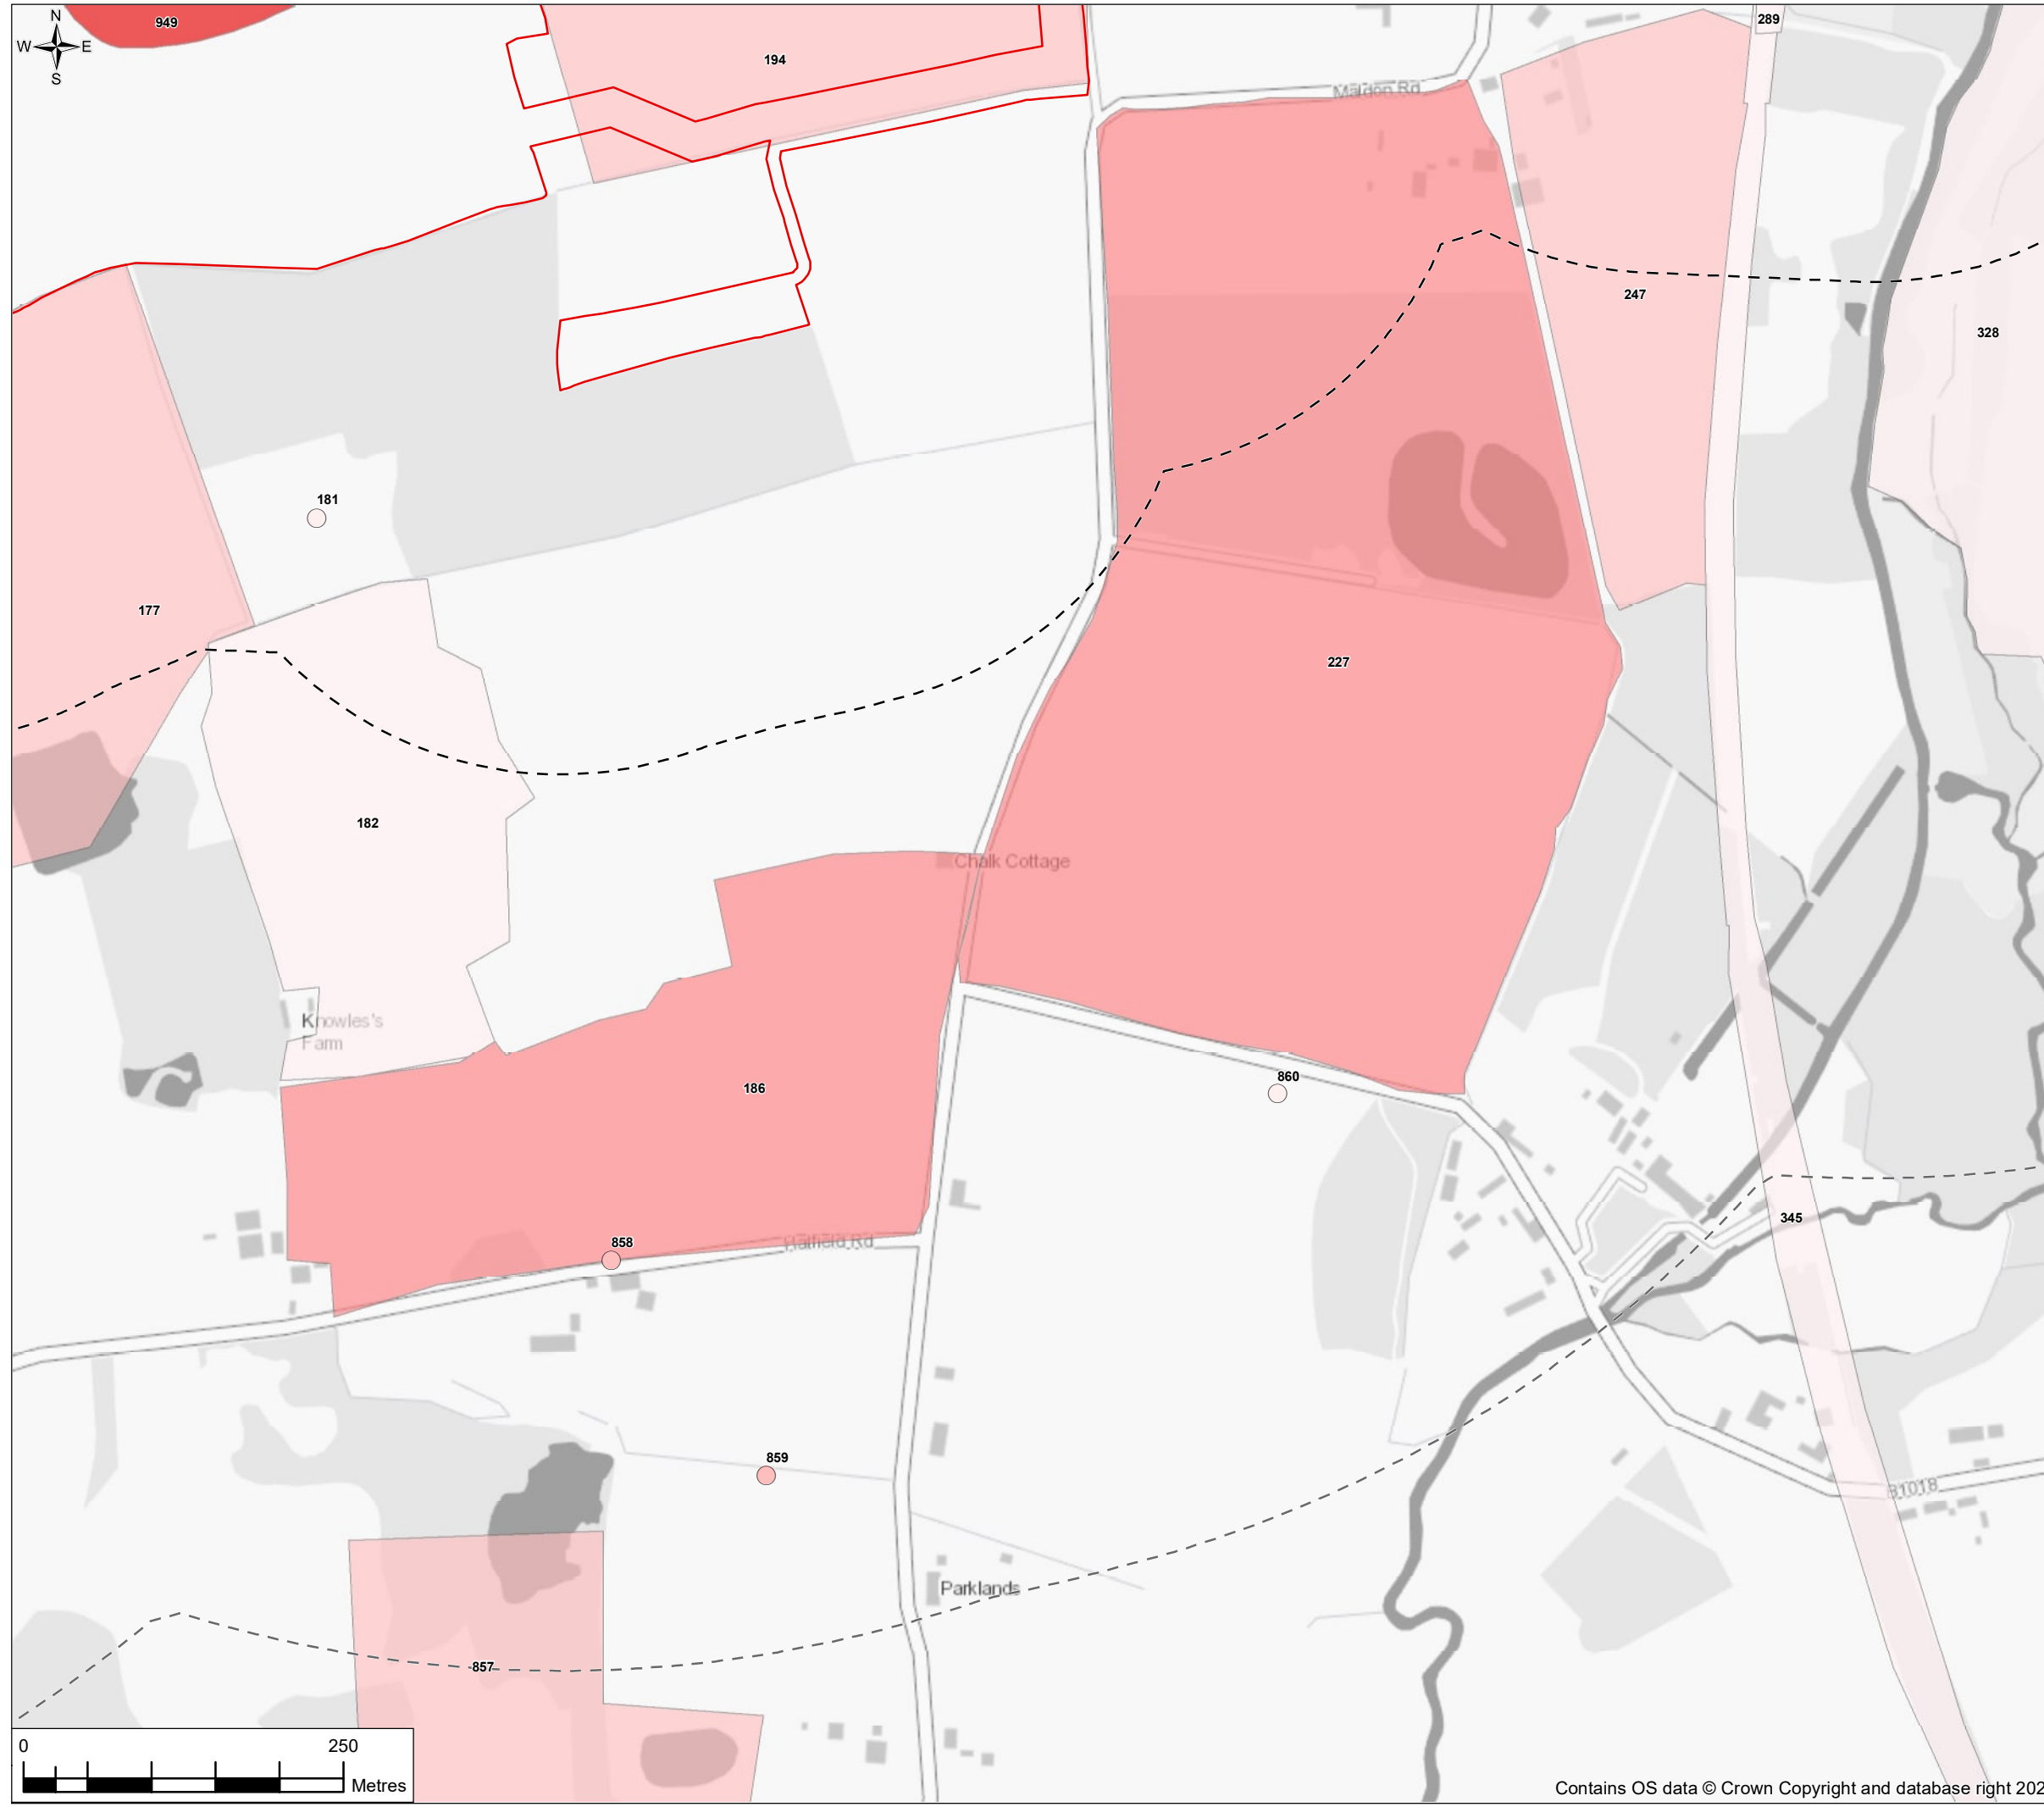 949
N
W E
S
194
289
Maldon Rd
247
328
181
177
227
182
Chalk Cottage
Knowles's
Farm
186
860
858
Hatfield Rd
345
859
B1018
Parklands
857
0 250
Metres
Contains OS data © Crown Copyright and database right 202